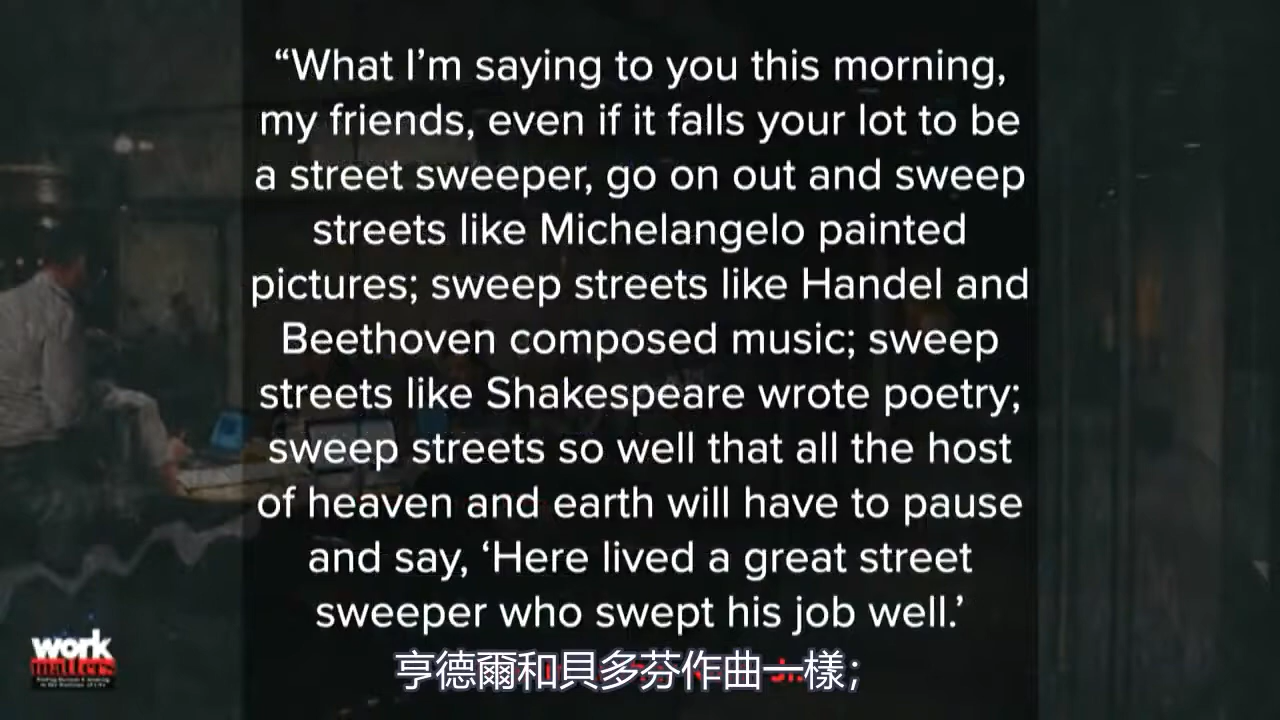 “What I’m saying to you this morning,
my friends, even if it falls your lot to be
a street sweeper, go on out and sweep
streets like Michelangelo painted
pictures; sweep streets like Handel and
Beethoven composed music; sweep
streets like Shakespeare wrote poetry;
sweep streets so well that all the host
of heaven and earth will have to pause
and say, ‘Here lived a great street
sweeper who swept his job well.’
亨德爾和貝多芬作曲一樣；
work
matters